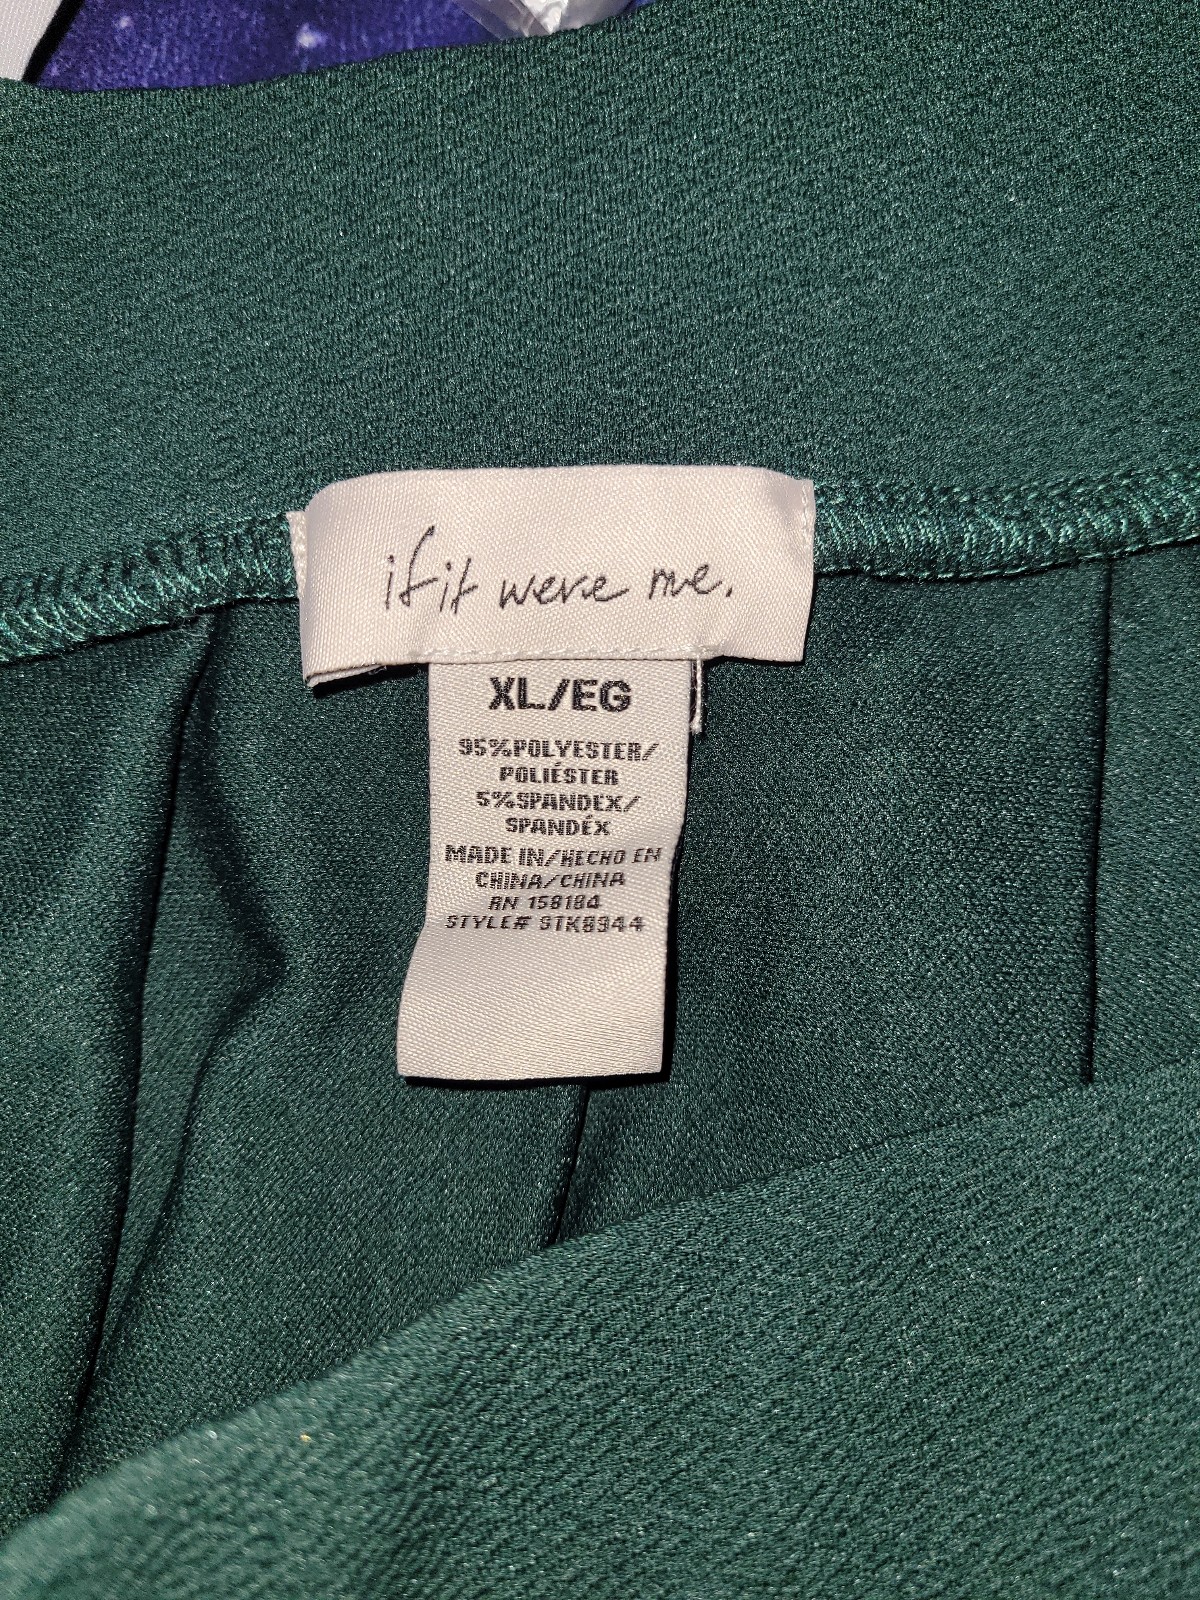 if it were me.
XL/EG
95%POLYESTER/
POLIÉSTER
5%SPANDEX/
SPANDÉX
MADE IN/HECHO EN
CHINA/CHINA
RN 158184
STYLE# STK8944